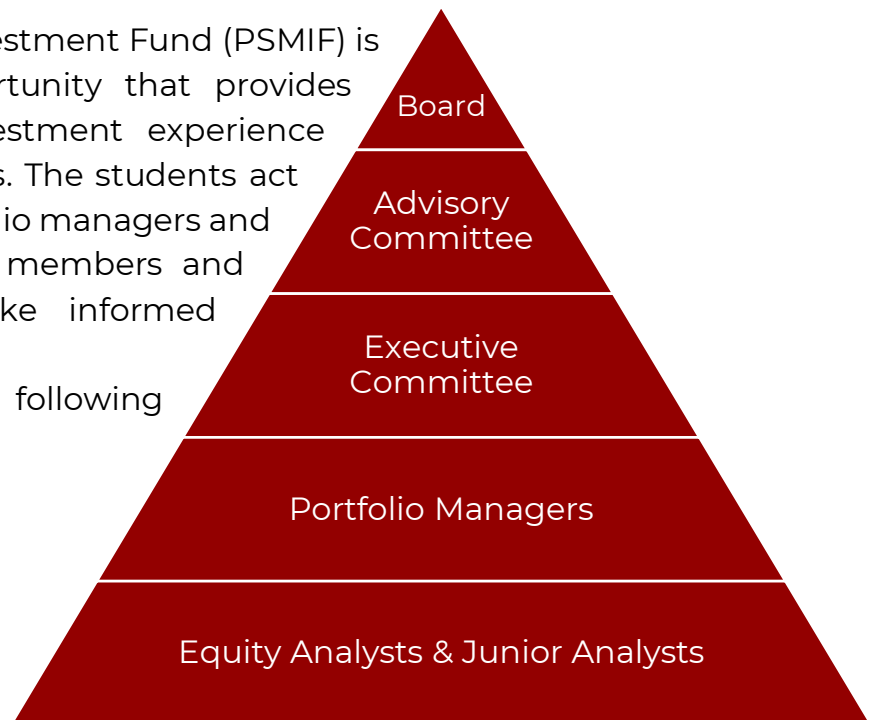 estment Fund (PSMIF) is
rtunity that provides
estment experience
s. The students act
io managers and
members and
ke informed
following
Board
Advisory
Committee
Executive
Committee
Portfolio Managers
Equity Analysts & Junior Analysts